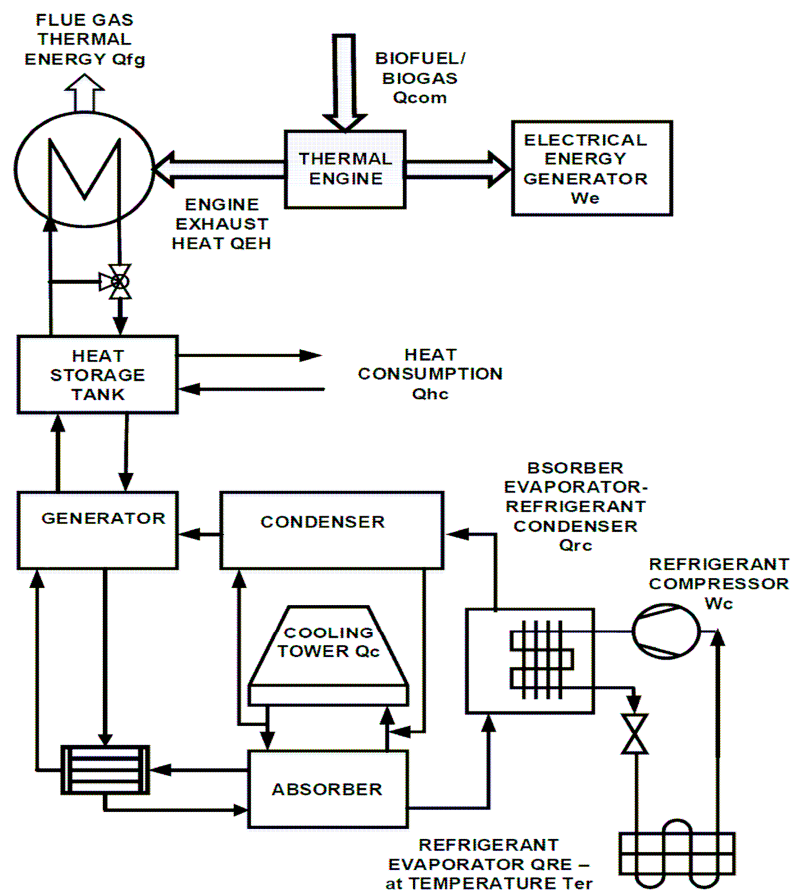 FLUE GAS
THERMAL
ENERGY Qfg
BIOFUEL/
BIOGAS
Qcom
THERMAL
ENGINE
ELECTRICAL
ENERGY
GENERATOR
We
ENGINE
EXHAUST
HEAT QEH
HEAT
STORAGE
TANK
HEAT
CONSUMPTION
Qhc
GENERATOR
CONDENSER
BSORBER
EVAPORATOR-
REFRIGERANT
CONDENSER
Qrc
REFRIGERANT
COMPRESSOR
Wc
COOLING
TOWER Qc
ABSORBER
REFRIGERANT
EVAPORATOR QRE –
at TEMPERATURE Ter